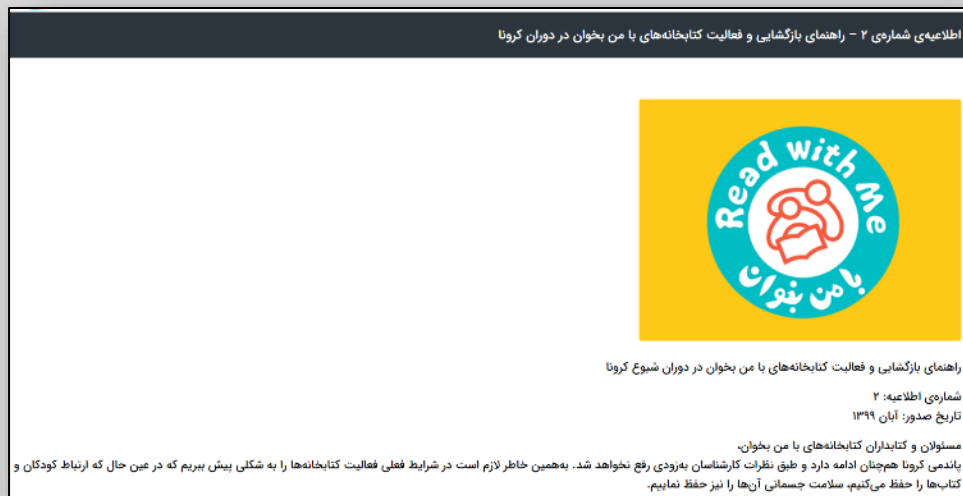 اطلاعیه‌ی شماره‌ی ۲ – راهنمای بازگشایی و فعالیت کتابخانه‌های با من بخوان در دوران کرونا
Read with Me
با من بخوان
راهنمای بازگشایی و فعالیت کتابخانه‌های با من بخوان در دوران شیوع کرونا
شماره‌ی اطلاعیه: ۲
تاریخ صدور: آبان ۱۳۹۹
مسئولان و کتابداران کتابخانه‌های با من بخوان،
پاندمی کرونا هم‌چنان ادامه دارد و طبق نظرات کارشناسان به‌زودی رفع نخواهد شد. به‌همین خاطر لازم است در شرایط فعلی فعالیت کتابخانه‌ها را به شکلی پیش ببریم که در عین حال که ارتباط کودکان و
کتاب‌ها را حفظ می‌کنیم، سلامت جسمانی آن‌ها را نیز حفظ نماییم.